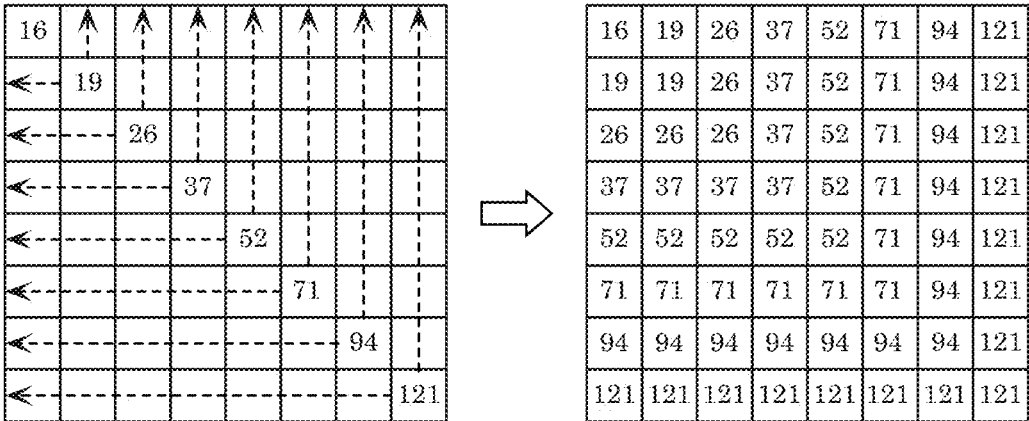 16
19
26
37
52
71
94
121
16 19 26 37 52 71 94 121
19 19 26 37 52 71 94 121
26 26 26 37 52 71 94 121
37 37 37 37 52 71 94 121
52 52 52 52 52 71 94 121
71 71 71 71 71 71 94 121
94 94 94 94 94 94 94 121
121 121 121 121 121 121 121 121